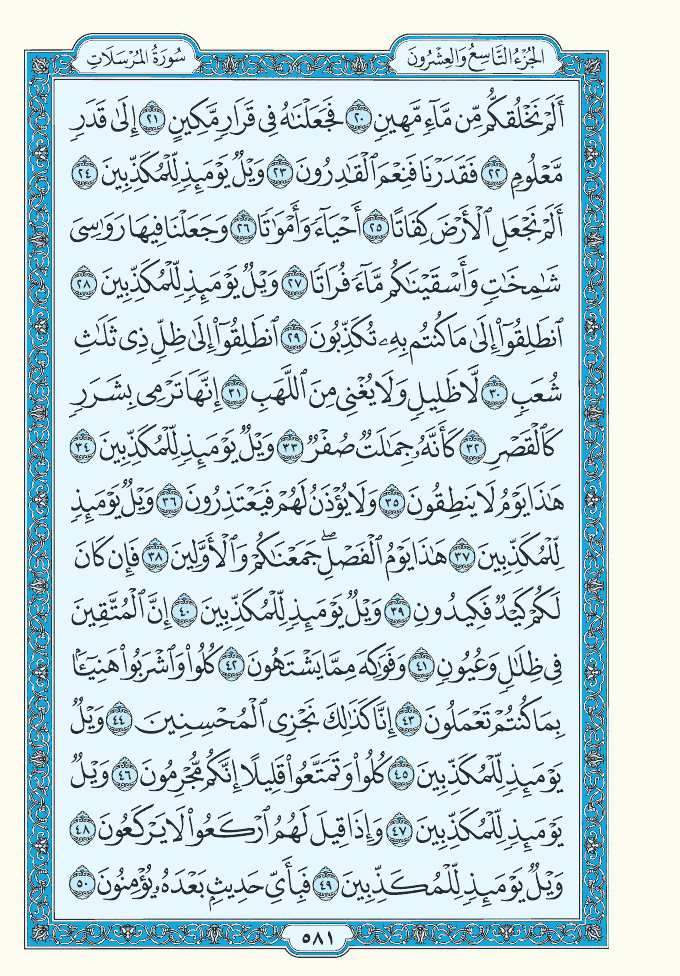 الجُزْءُ التَّاسِعُ وَالعِشْرُونَ
سُورَةُ المُرْسَلَاتِ
أَلَمْ نَخْلُقكُّم مِّن مَّآءٍ مَّهِينٍ ٢٠ فَجَعَلْنَٰهُ فِى قَرَارٍ مَّكِينٍ ٢١ إِلَىٰ قَدَرٍ
مَّعْلُومٍ ٢٢ فَقَدَرْنَا فَنِعْمَ ٱلْقَٰدِرُونَ ٢٣ وَيْلٌ يَوْمَئِذٍ لِّلْمُكَذِّبِينَ ٢٤
أَلَمْ نَجْعَلِ ٱلْأَرْضَ كِفَاتًا ٢٥ أَحْيَآءً وَأَمْوَٰتًا ٢٦ وَجَعَلْنَا فِيهَا رَوَٰسِىَ
شَٰمِخَٰتٍ وَأَسْقَيْنَٰكُم مَّآءً فُرَاتًا ٢٧ وَيْلٌ يَوْمَئِذٍ لِّلْمُكَذِّبِينَ ٢٨
ٱنطَلِقُوٓا۟ إِلَىٰ مَا كُنتُم بِهِۦ تُكَذِّبُونَ ٢٩ ٱنطَلِقُوٓا۟ إِلَىٰ ظِلٍّ ذِى ثَلَٰثِ
شُعَبٍ ٣٠ لَّا ظَلِيلٍ وَلَا يُغْنِى مِنَ ٱللَّهَبِ ٣١ إِنَّهَا تَرْمِى بِشَرَرٍ
كَٱلْقَصْرِ ٣٢ كَأَنَّهُۥ جِمَٰلَتٌ صُفْرٌ ٣٣ وَيْلٌ يَوْمَئِذٍ لِّلْمُكَذِّبِينَ ٣٤
هَٰذَا يَوْمُ لَا يَنطِقُونَ ٣٥ وَلَا يُؤْذَنُ لَهُمْ فَيَعْتَذِرُونَ ٣٦ وَيْلٌ يَوْمَئِذٍ
لِّلْمُكَذِّبِينَ ٣٧ هَٰذَا يَوْمُ ٱلْفَصْلِ ۖ جَمَعْنَٰكُمْ وَٱلْأَوَّلِينَ ٣٨ فَإِن كَانَ
لَكُمْ كَيْدٌ فَكِيدُونِ ٣٩ وَيْلٌ يَوْمَئِذٍ لِّلْمُكَذِّبِينَ ٤٠ إِنَّ ٱلْمُتَّقِينَ
فِى ظِلَٰلٍ وَعُيُونٍ ٤١ وَفَوَٰكِهَ مِمَّا يَشْتَهُونَ ٤٢ كُلُوا۟ وَٱشْرَبُوا۟ هَنِيٓـًٔۢا
بِمَا كُنتُمْ تَعْمَلُونَ ٤٣ إِنَّا كَذَٰلِكَ نَجْزِى ٱلْمُحْسِنِينَ ٤٤ وَيْلٌ
يَوْمَئِذٍ لِّلْمُكَذِّبِينَ ٤٥ كُلُوا۟ وَتَمَتَّعُوا۟ قَلِيلًا إِنَّكُم مُّجْرِمُونَ ٤٦ وَيْلٌ
يَوْمَئِذٍ لِّلْمُكَذِّبِينَ ٤٧ وَإِذَا قِيلَ لَهُمُ ٱرْكَعُوا۟ لَا يَرْكَعُونَ ٤٨
وَيْلٌ يَوْمَئِذٍ لِّلْمُكَذِّبِينَ ٤٩ فَبِأَىِّ حَدِيثٍۭ بَعْدَهُۥ يُؤْمِنُونَ ٥٠
٥٨١